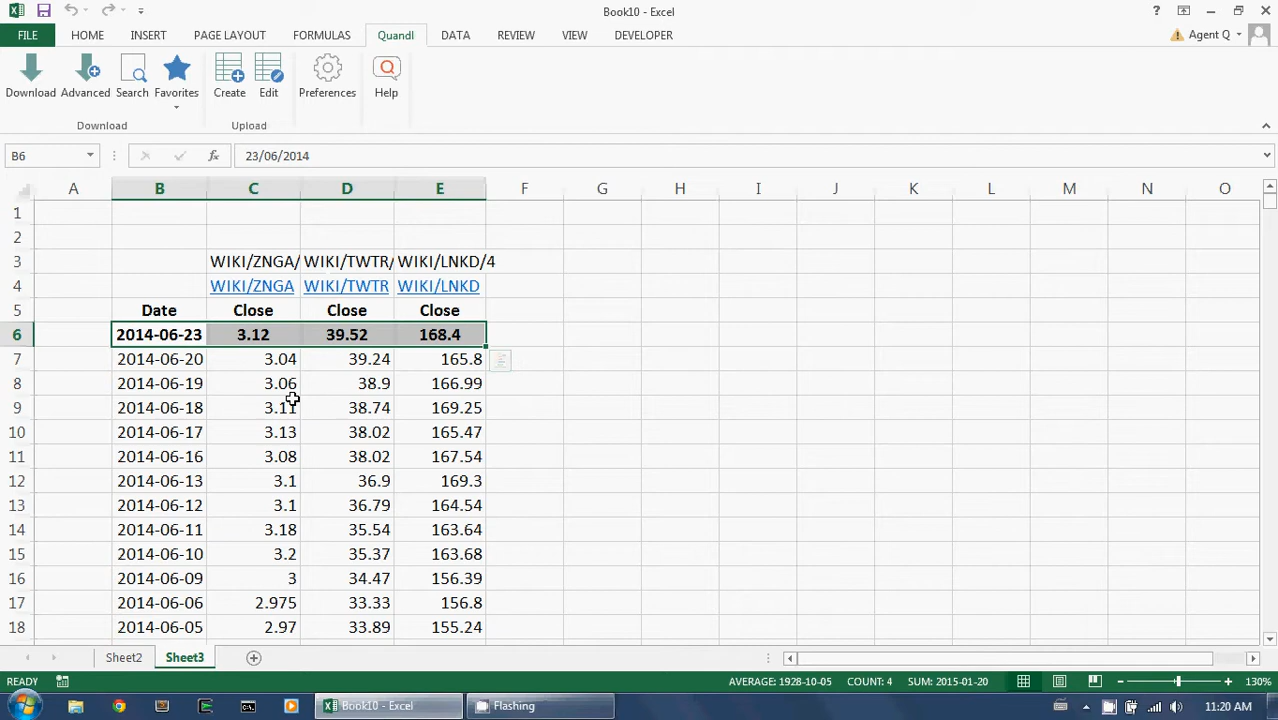 Book10 - Excel
FILE HOME INSERT PAGE LAYOUT FORMULAS Quandl DATA REVIEW VIEW DEVELOPER Agent Q
Download Advanced Search Favorites Create Edit Preferences Help
Download Upload
B6 fx 23/06/2014
A B C D E F G H I J K L M N O
1
2
3 WIKI/ZNGA/ WIKI/TWTR/ WIKI/LNKD/4
4 WIKI/ZNGA WIKI/TWTR WIKI/LNKD
5 Date Close Close Close
6 2014-06-23 3.12 39.52 168.4
7 2014-06-20 3.04 39.24 165.8
8 2014-06-19 3.06 38.9 166.99
9 2014-06-18 3.11 38.74 169.25
10 2014-06-17 3.13 38.02 165.47
11 2014-06-16 3.08 38.02 167.54
12 2014-06-13 3.1 36.9 169.3
13 2014-06-12 3.1 36.79 164.54
14 2014-06-11 3.18 35.54 163.64
15 2014-06-10 3.2 35.37 163.68
16 2014-06-09 3 34.47 156.39
17 2014-06-06 2.975 33.33 156.8
18 2014-06-05 2.97 33.89 155.24
Sheet2 Sheet3
READY AVERAGE: 1928-10-05 COUNT: 4 SUM: 2015-01-20 130%
Book10 - Excel Flashing 11:20 AM